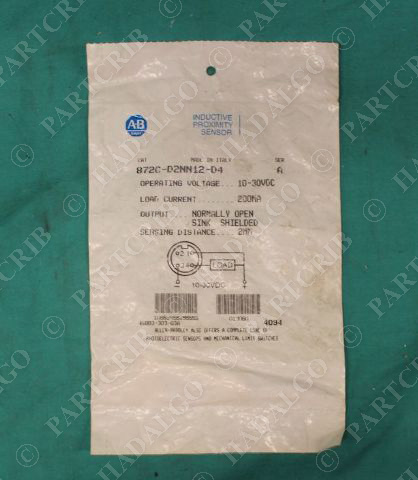 A-B
INDUCTIVE
PROXIMITY
SENSOR
CAT MADE IN ITALY SER
872C-D2NN12-D4 A
OPERATING VOLTAGE...10-30VDC
LOAD CURRENT........200MA
OUTPUT...NORMALLY OPEN
SINK SHIELDED
SENSING DISTANCE....2MM
LOAD
10-30VDC
- +
4094
ALLEN-BRADLEY ALSO OFFERS A COMPLETE LINE OF
PHOTOELECTRIC SENSORS AND MECHANICAL LIMIT SWITCHES
© PARTCRIB
© HADALGO